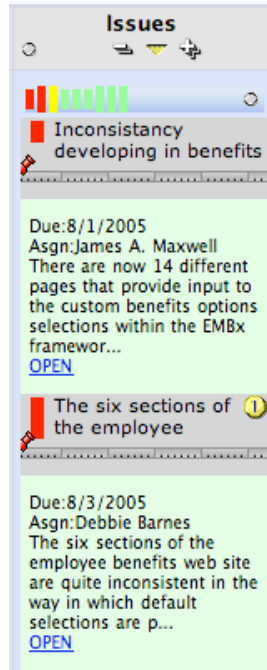 Issues
Inconsistancy
developing in benefits
Due:8/1/2005
Asgn:James A. Maxwell
There are now 14 different
pages that provide input to
the custom benefits options
selections within the EMBx
framewor...
OPEN
The six sections of 1
the employee
Due:8/3/2005
Asgn:Debbie Barnes
The six sections of the
employee benefits web site
are quite inconsistent in the
way in which default
selections are p...
OPEN